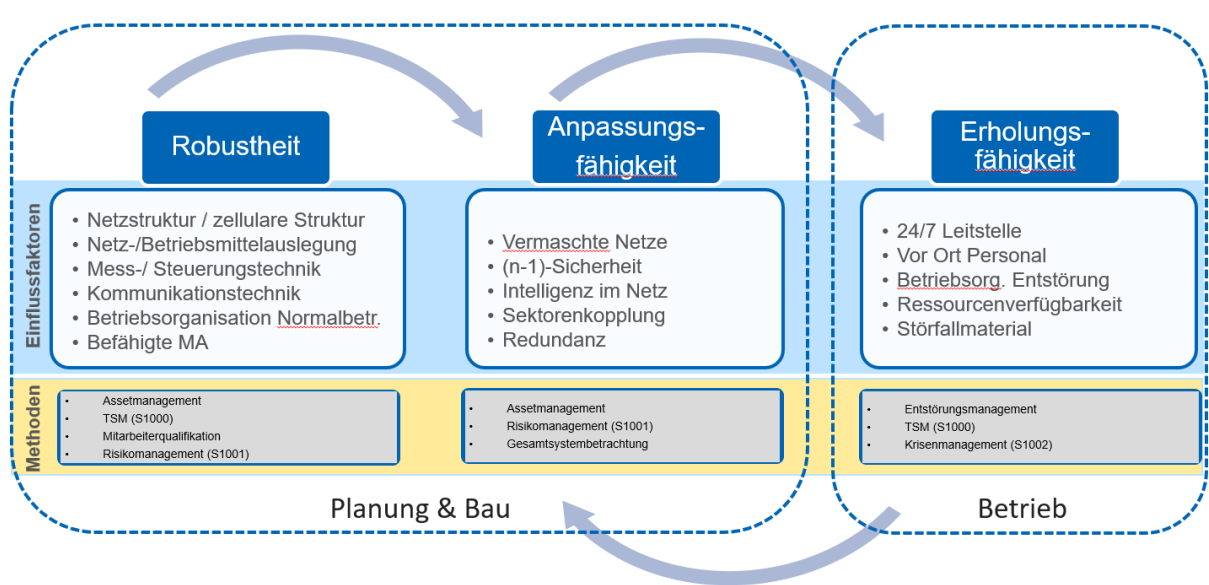 Robustheit
Anpassungs-
fähigkeit
Erholungs-
fähigkeit
Einflussfaktoren
• Netzstruktur / zellulare Struktur
• Netz-/Betriebsmittelauslegung
• Mess-/ Steuerungstechnik
• Kommunikationstechnik
• Betriebsorganisation Normalbetr.
• Befähigte MA
• Vermaschte Netze
• (n-1)-Sicherheit
• Intelligenz im Netz
• Sektorenkopplung
• Redundanz
• 24/7 Leitstelle
• Vor Ort Personal
• Betriebsorg. Entstörung
• Ressourcenverfügbarkeit
• Störfallmaterial
Methoden
• Assetmanagement
• TSM (S1000)
• Mitarbeiterqualifikation
• Risikomanagement (S1001)
• Assetmanagement
• Risikomanagement (S1001)
• Gesamtsystembetrachtung
• Entstörungsmanagement
• TSM (S1000)
• Krisenmanagement (S1002)
Planung & Bau
Betrieb